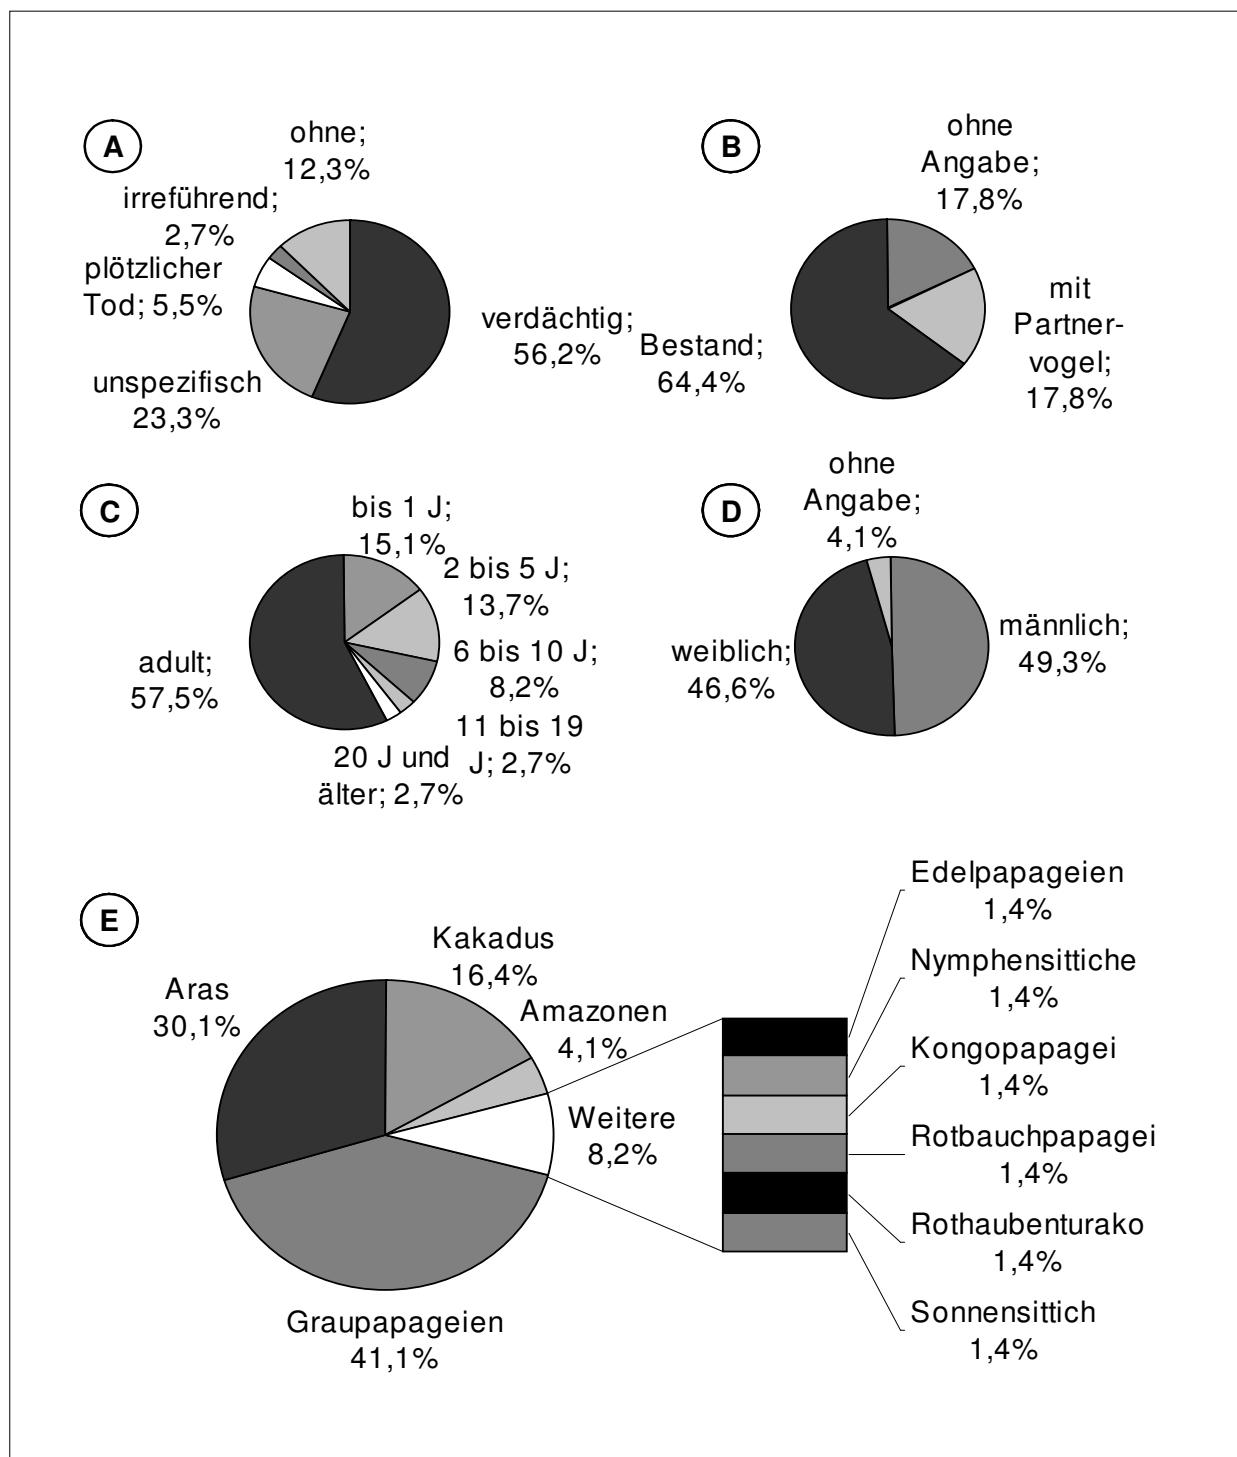 A
ohne;
12,3%
irreführend;
2,7%
plötzlicher
Tod; 5,5%
unspezifisch
23,3%
verdächtig;
56,2%
B
ohne
Angabe;
17,8%
mit
Partner-
vogel;
17,8%
Bestand;
64,4%
C
bis 1 J;
15,1%
2 bis 5 J;
13,7%
6 bis 10 J;
8,2%
11 bis 19
J; 2,7%
20 J und
älter; 2,7%
adult;
57,5%
D
ohne
Angabe;
4,1%
männlich;
49,3%
weiblich;
46,6%
E
Kakadus
16,4%
Amazonen
4,1%
Weitere
8,2%
Aras
30,1%
Graupapageien
41,1%
Edelpapageien
1,4%
Nymphensittiche
1,4%
Kongopapagei
1,4%
Rotbauchpapagei
1,4%
Rothaubenturako
1,4%
Sonnensittich
1,4%